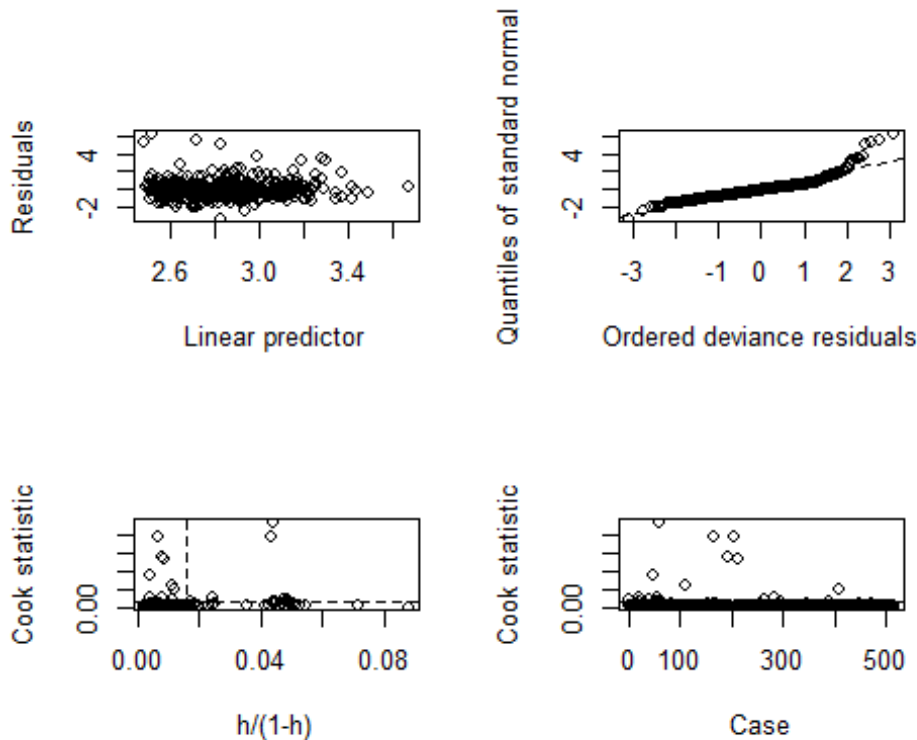 Residuals
4
-2
2.6 3.0 3.4
Linear predictor
Quantiles of standard normal
4
-2
-3 -1 0 1 2 3
Ordered deviance residuals
Cook statistic
0.00
0.00 0.04 0.08
h/(1-h)
Cook statistic
0.00
0 100 300 500
Case